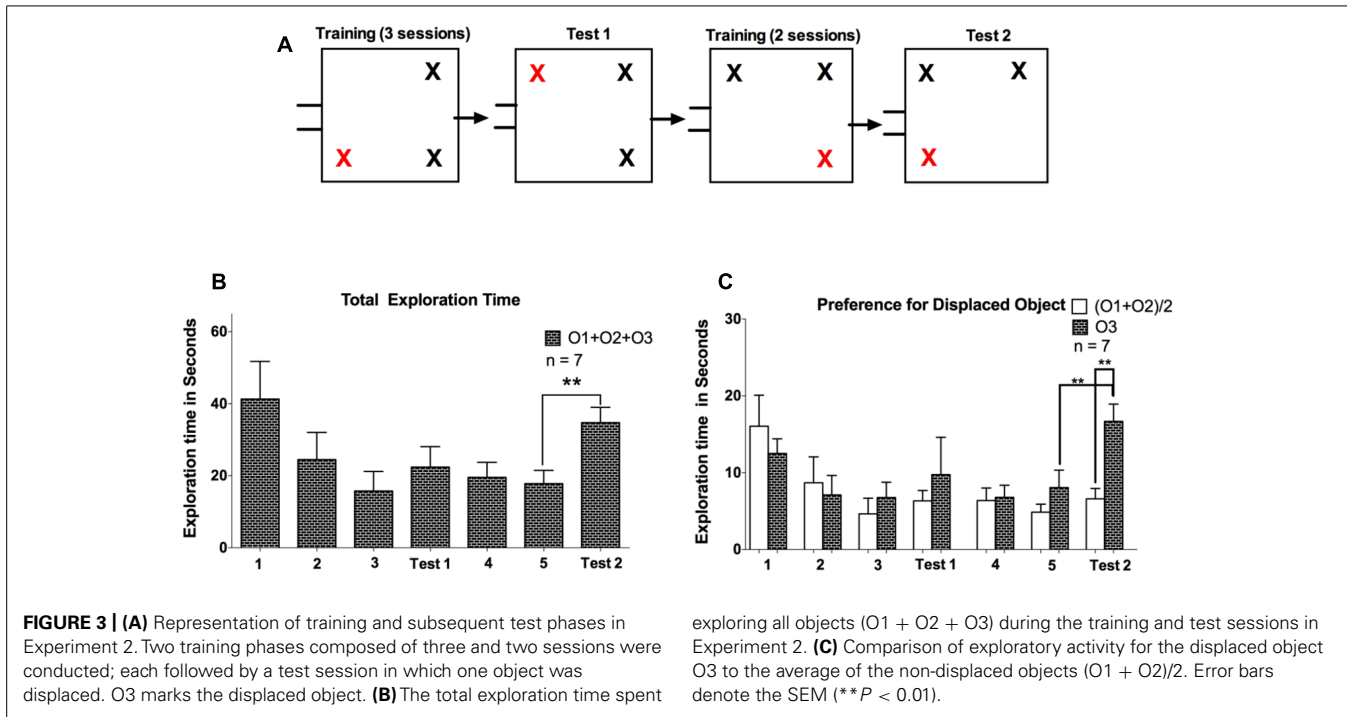 A
Training (3 sessions) Test 1 Training (2 sessions) Test 2
X X X X X X
X X X X X X
B
Total Exploration Time
Exploration time in Seconds
60
40
20
0
O1+O2+O3
n = 7
**
1 2 3 Test 1 4 5 Test 2
C
Preference for Displaced Object
(O1+O2)/2
O3
n = 7
Exploration time in Seconds
30
20
10
0
**
**
1 2 3 Test 1 4 5 Test 2
FIGURE 3 | (A) Representation of training and subsequent test phases in
Experiment 2. Two training phases composed of three and two sessions were
conducted; each followed by a test session in which one object was
displaced. O3 marks the displaced object. (B) The total exploration time spent
exploring all objects (O1 + O2 + O3) during the training and test sessions in
Experiment 2. (C) Comparison of exploratory activity for the displaced object
O3 to the average of the non-displaced objects (O1 + O2)/2. Error bars
denote the SEM (**P < 0.01).